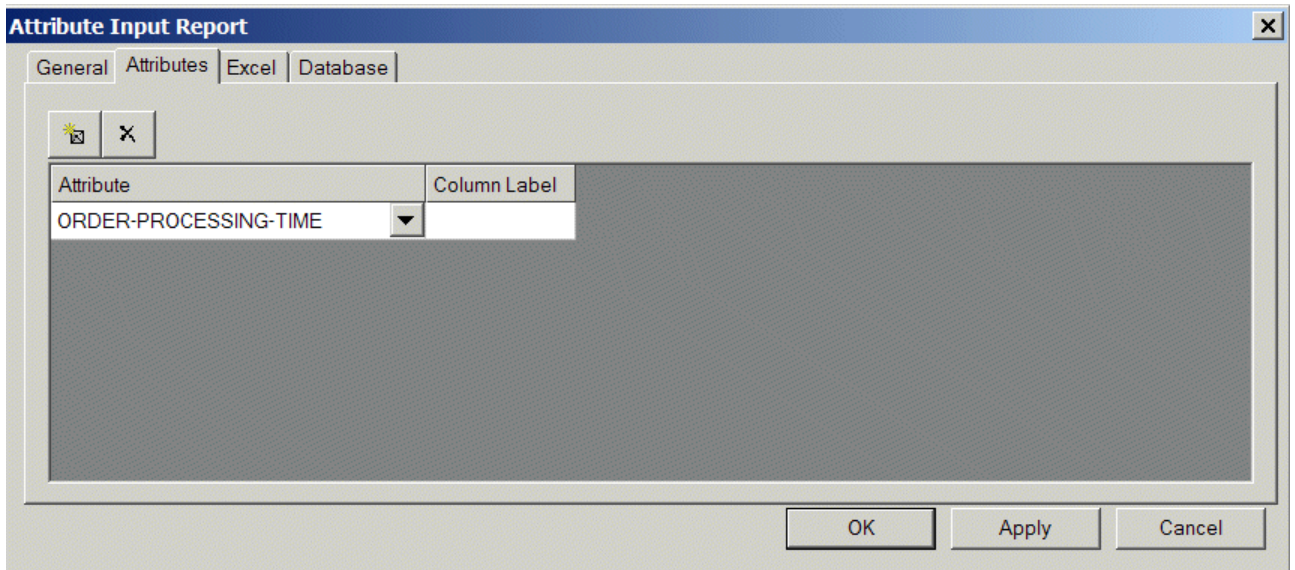 Attribute Input Report
General Attributes Excel Database
Attribute Column Label
ORDER-PROCESSING-TIME
OK Apply Cancel